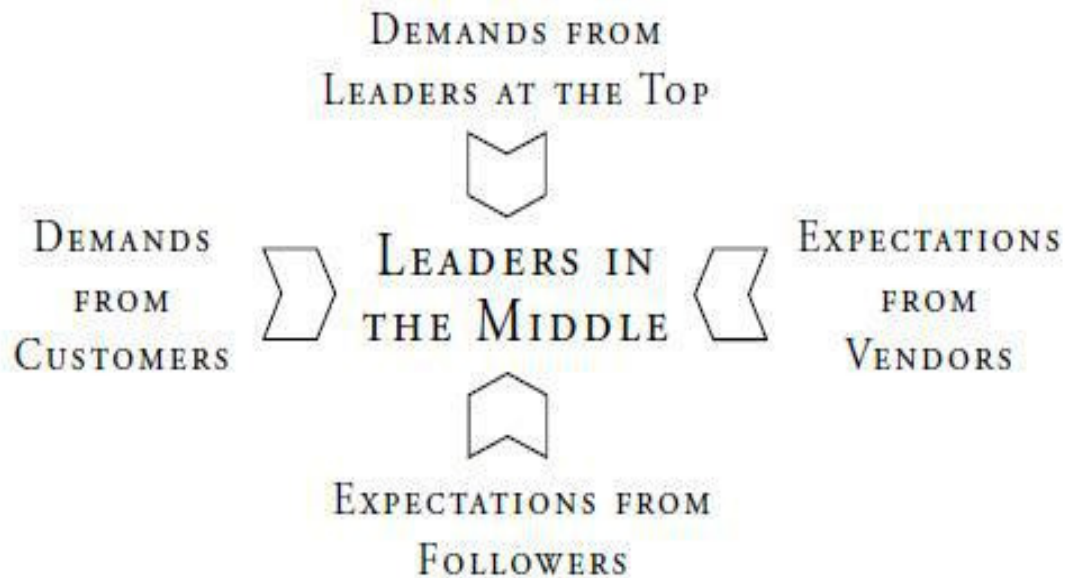 Demands from
Leaders at the Top
Demands
from
Customers
Leaders in
the Middle
Expectations
from
Vendors
Expectations from
Followers